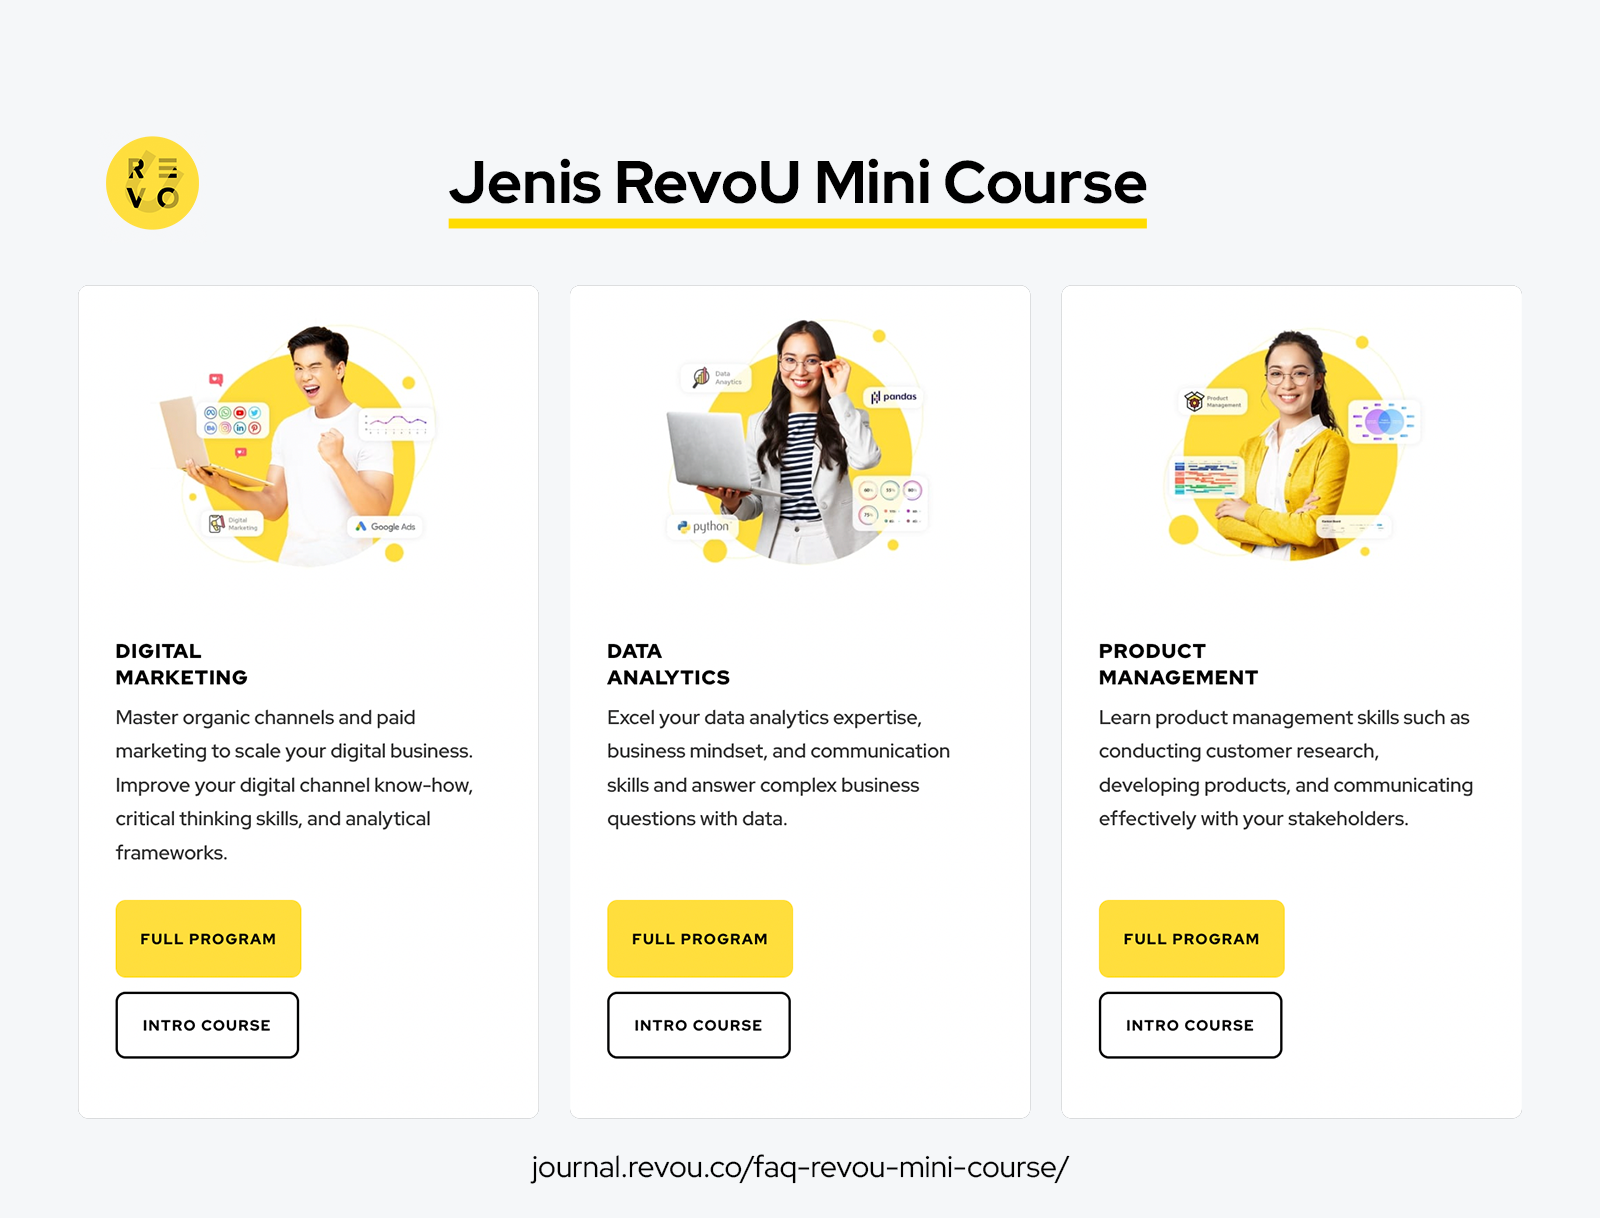 R E
V O
Jenis RevoU Mini Course
Digital
Marketing
Google Ads
Data
Anaytics
pandas
60%
55%
80%
75%
python
Product
Management
DIGITAL
MARKETING
Master organic channels and paid
marketing to scale your digital business.
Improve your digital channel know-how,
critical thinking skills, and analytical
frameworks.
FULL PROGRAM
INTRO COURSE
DATA
ANALYTICS
Excel your data analytics expertise,
business mindset, and communication
skills and answer complex business
questions with data.
FULL PROGRAM
INTRO COURSE
PRODUCT
MANAGEMENT
Learn product management skills such as
conducting customer research,
developing products, and communicating
effectively with your stakeholders.
FULL PROGRAM
INTRO COURSE
journal.revou.co/faq-revou-mini-course/